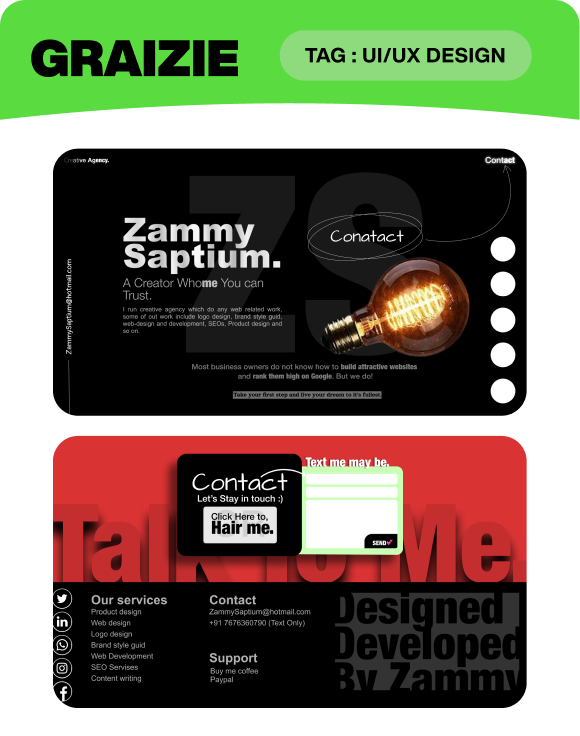 GRAIZIE
TAG : UI/UX DESIGN
Creative Agency.
Contact
ZS
Zammy
Saptium.
Conatact
A Creator Whome You can
Trust.
I run creative agency which do any web related work,
some of out work include logo design, brand style guid,
web-design and development, SEOs, Product design and
so on.
ZammySaptium@hotmail.com
Most business owners do not know how to build attractive websites
and rank them high on Google. But we do!
Take your first step and live your dream to it's fullest.
Talk To Me.
Contact
Let's Stay in touch :)
Click Here to,
Hair me.
Text me may be.
SEND
Our services
Product design
Web design
Logo design
Brand style guid
Web Development
SEO Servises
Content writing
Contact
ZammySaptium@hotmail.com
+91 7676360790 (Text Only)
Support
Buy me coffee
Paypal
Designed
Developed
By Zammy